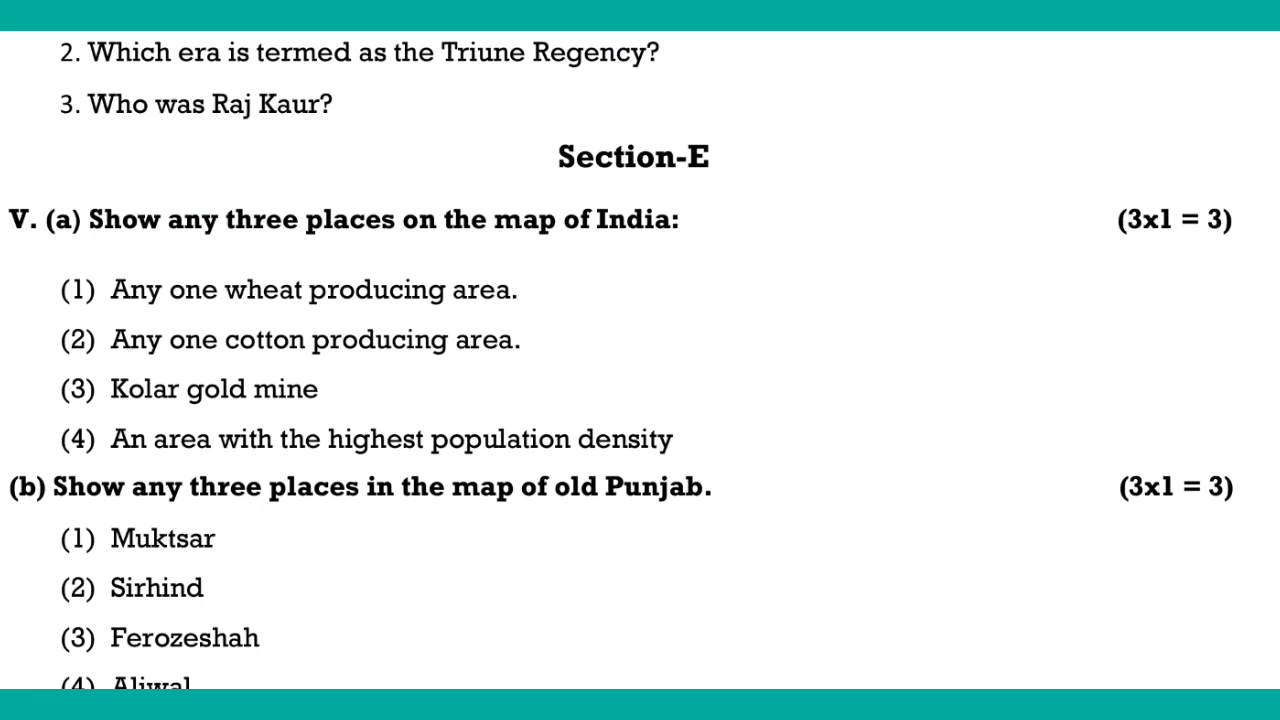 2. Which era is termed as the Triune Regency?
3. Who was Raj Kaur?
Section-E
V. (a) Show any three places on the map of India: (3x1 = 3)
(1) Any one wheat producing area.
(2) Any one cotton producing area.
(3) Kolar gold mine
(4) An area with the highest population density
(b) Show any three places in the map of old Punjab. (3x1 = 3)
(1) Muktsar
(2) Sirhind
(3) Ferozeshah
(4) Aliwal